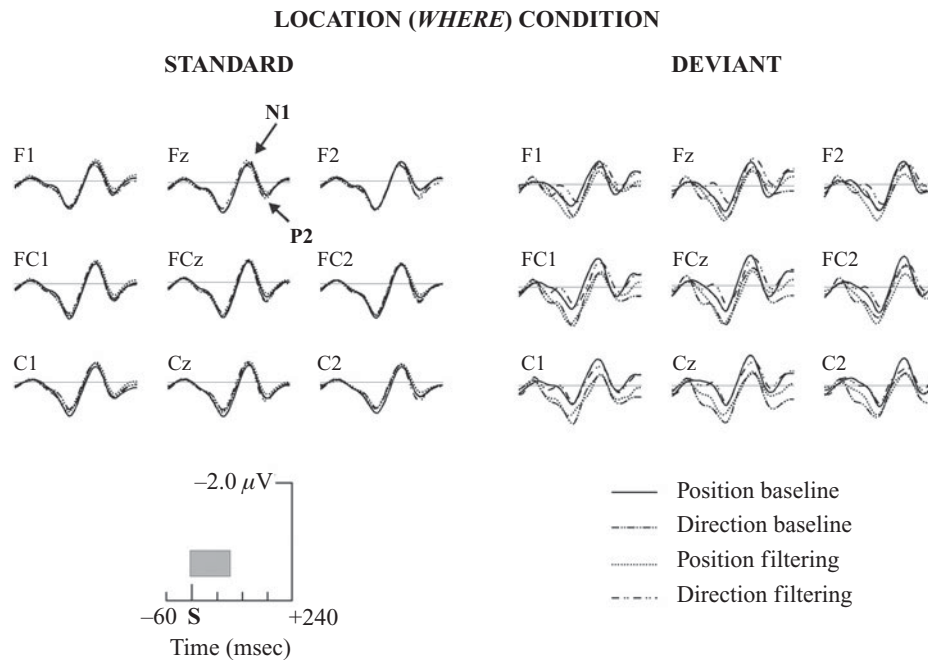 LOCATION (WHERE) CONDITION
STANDARD
DEVIANT
N1
F1 Fz F2 F1 Fz F2
P2
FC1 FCz FC2 FC1 FCz FC2
C1 Cz C2 C1 Cz C2
–2.0 μV
–60 S +240
Time (msec)
Position baseline
Direction baseline
Position filtering
Direction filtering